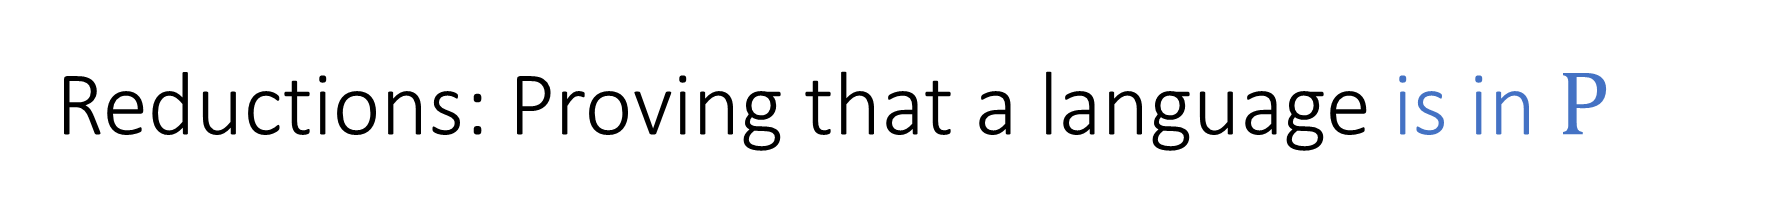 Reductions: Proving that a language is in P